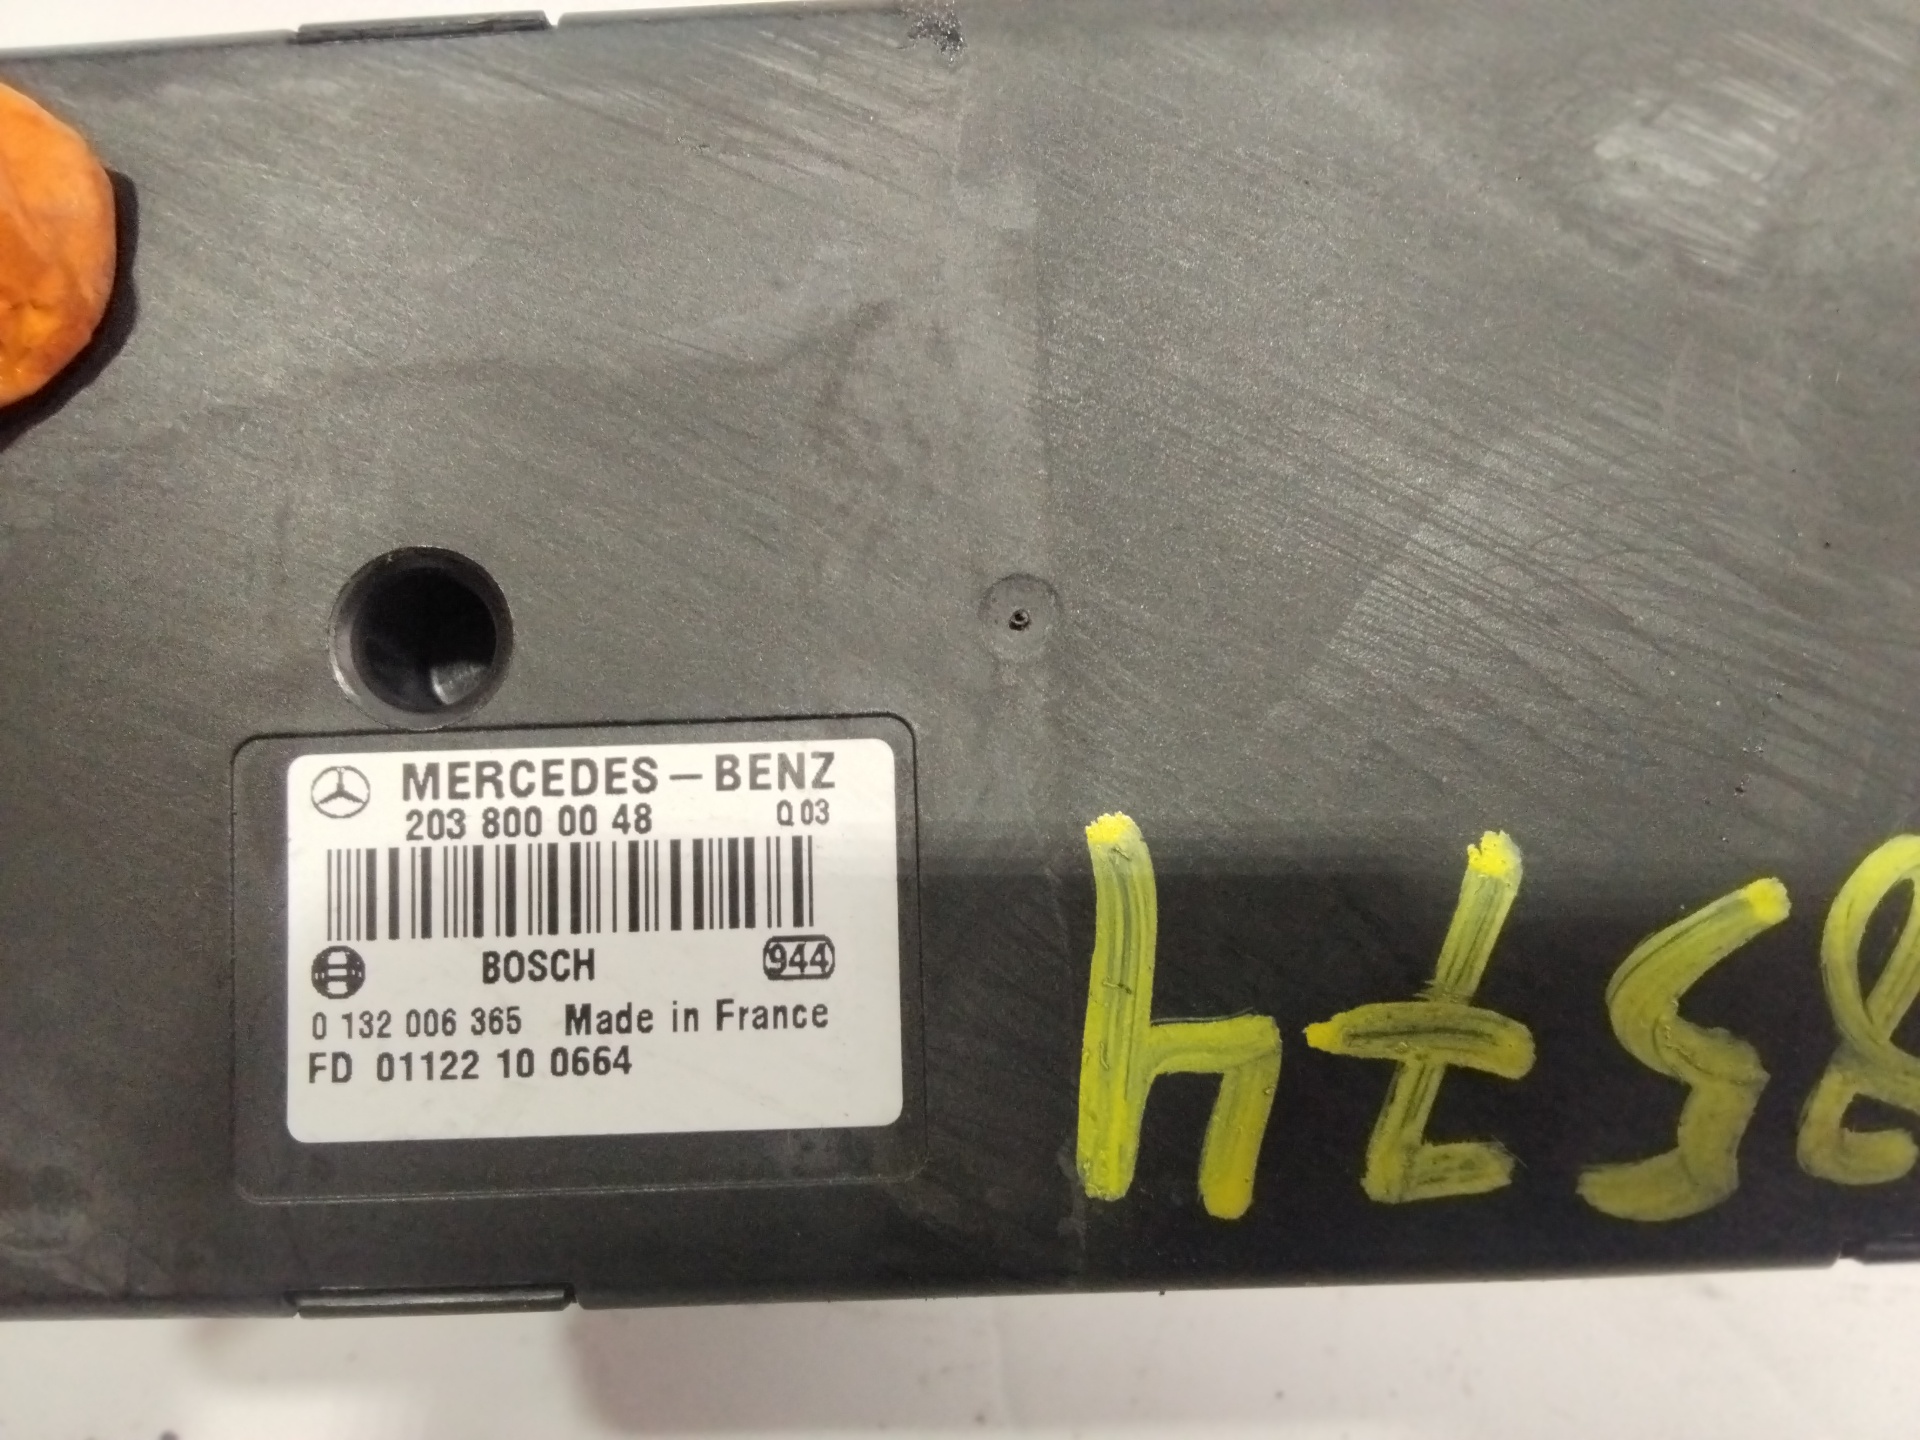 MERCEDES-BENZ
203 800 00 48 Q 03
BOSCH 944
0 132 006 365 Made in France
FD 01122 10 0664